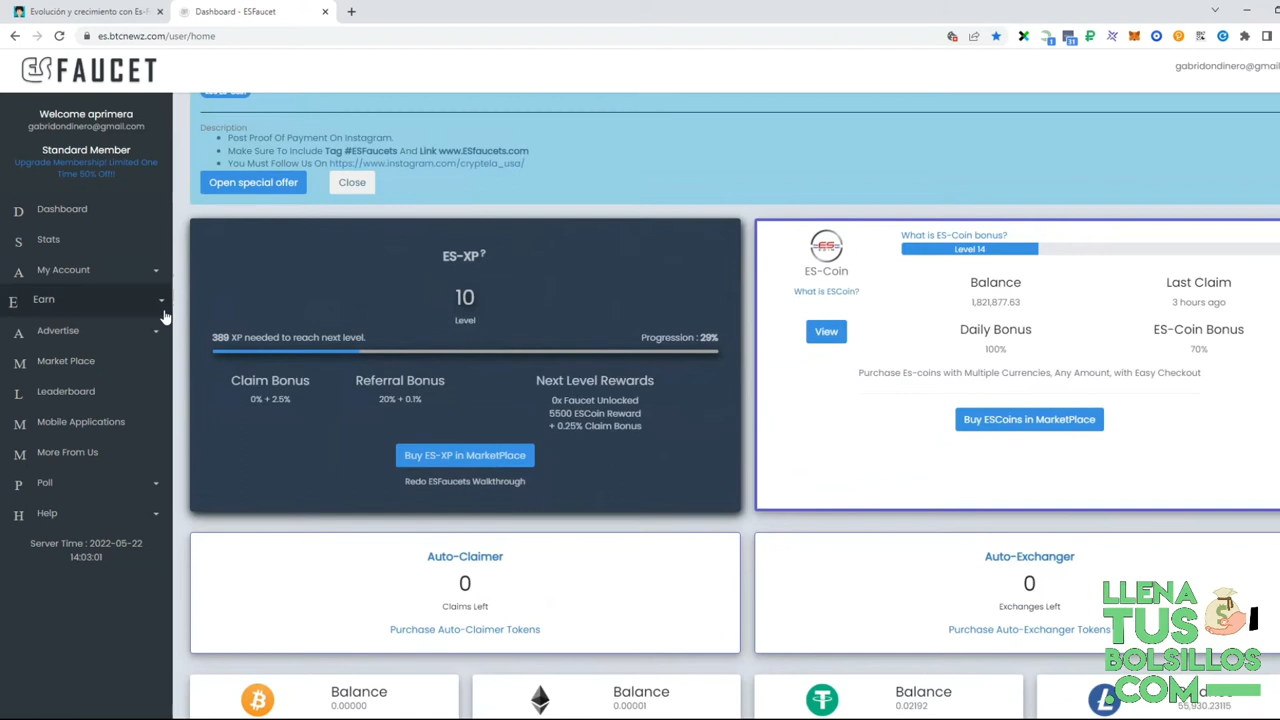 Evolución y crecimiento con Es-F
Dashboard - ESFaucet
es.btcnewz.com/user/home
ES FAUCET
gabridondinero@gmail
Welcome aprimera
gabridondinero@gmail.com
Standard Member
Upgrade Membership! Limited One
Time 50% Off!!
D Dashboard
S Stats
A My Account
E Earn
A Advertise
M Market Place
L Leaderboard
M Mobile Applications
M More From Us
P Poll
H Help
Server Time : 2022-05-22
14:03:01
Description
Post Proof Of Payment On Instagram.
Make Sure To Include Tag #ESFaucets And Link www.ESfaucets.com
You Must Follow Us On https://www.instagram.com/cryptela_usa/
Open special offer
Close
ES-XP?
10
Level
389 XP needed to reach next level.
Progression : 29%
Claim Bonus
0% + 2.5%
Referral Bonus
20% + 0.1%
Next Level Rewards
0x Faucet Unlocked
5500 ESCoin Reward
+ 0.25% Claim Bonus
Buy ES-XP in MarketPlace
Redo ESFaucets Walkthrough
ES
ES-Coin
What is ESCoin?
View
What is ES-Coin bonus?
Level 14
Balance
1,821,877.63
Last Claim
3 hours ago
Daily Bonus
100%
ES-Coin Bonus
70%
Purchase Es-coins with Multiple Currencies, Any Amount, with Easy Checkout
Buy ESCoins in MarketPlace
Auto-Claimer
0
Claims Left
Purchase Auto-Claimer Tokens
Auto-Exchanger
0
Exchanges Left
Purchase Auto-Exchanger Tokens
Balance
0.00000
Balance
0.00001
Balance
0.02192
55,930.23115
LLENA
TUS
BOLSILLOS
.COM